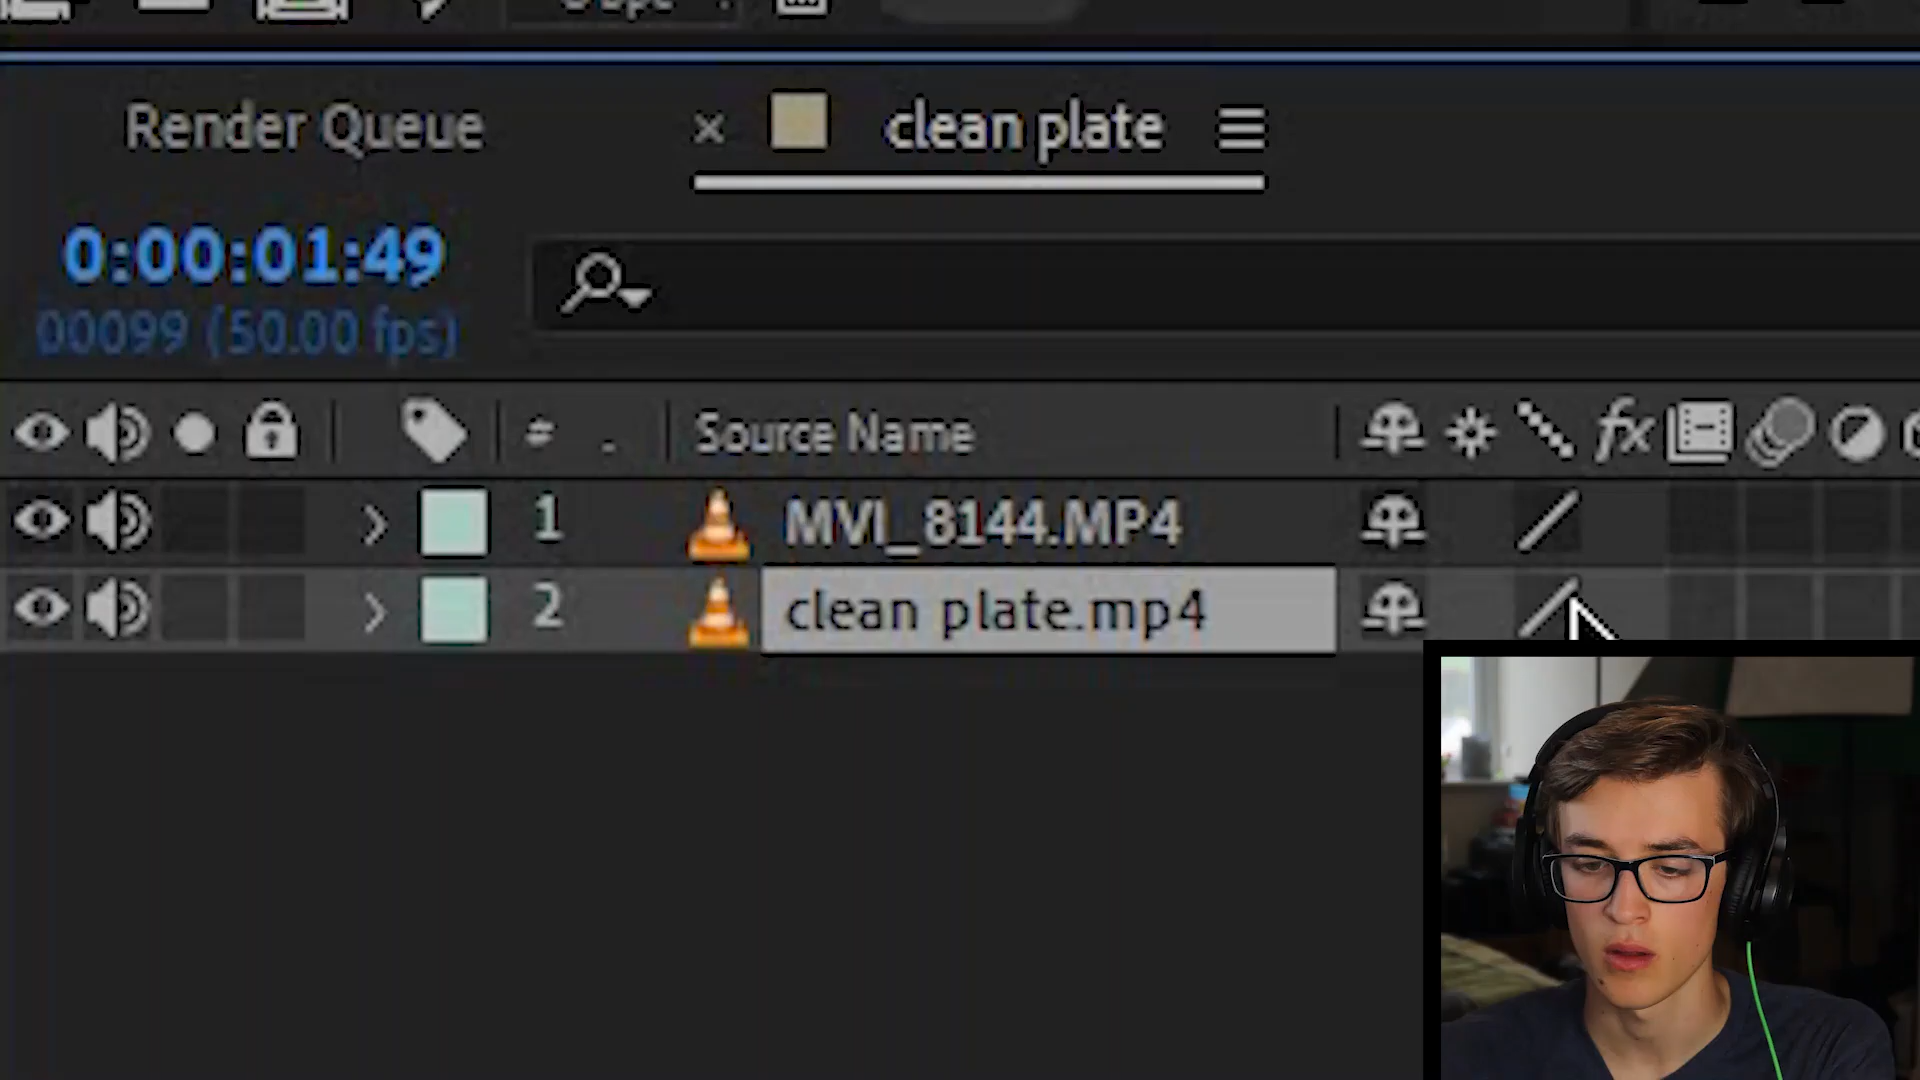 Render Queue
× clean plate
0:00:01:49
00099 (50.00 fps)
# . Source Name fx
1 MVI_8144.MP4
2 clean plate.mp4